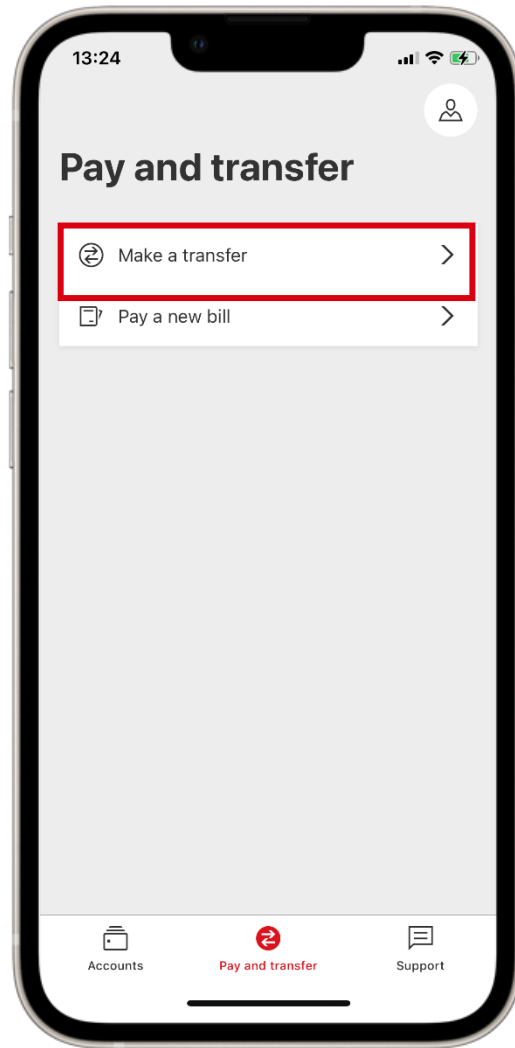 13:24
Pay and transfer
Make a transfer
Pay a new bill
Accounts
Pay and transfer
Support